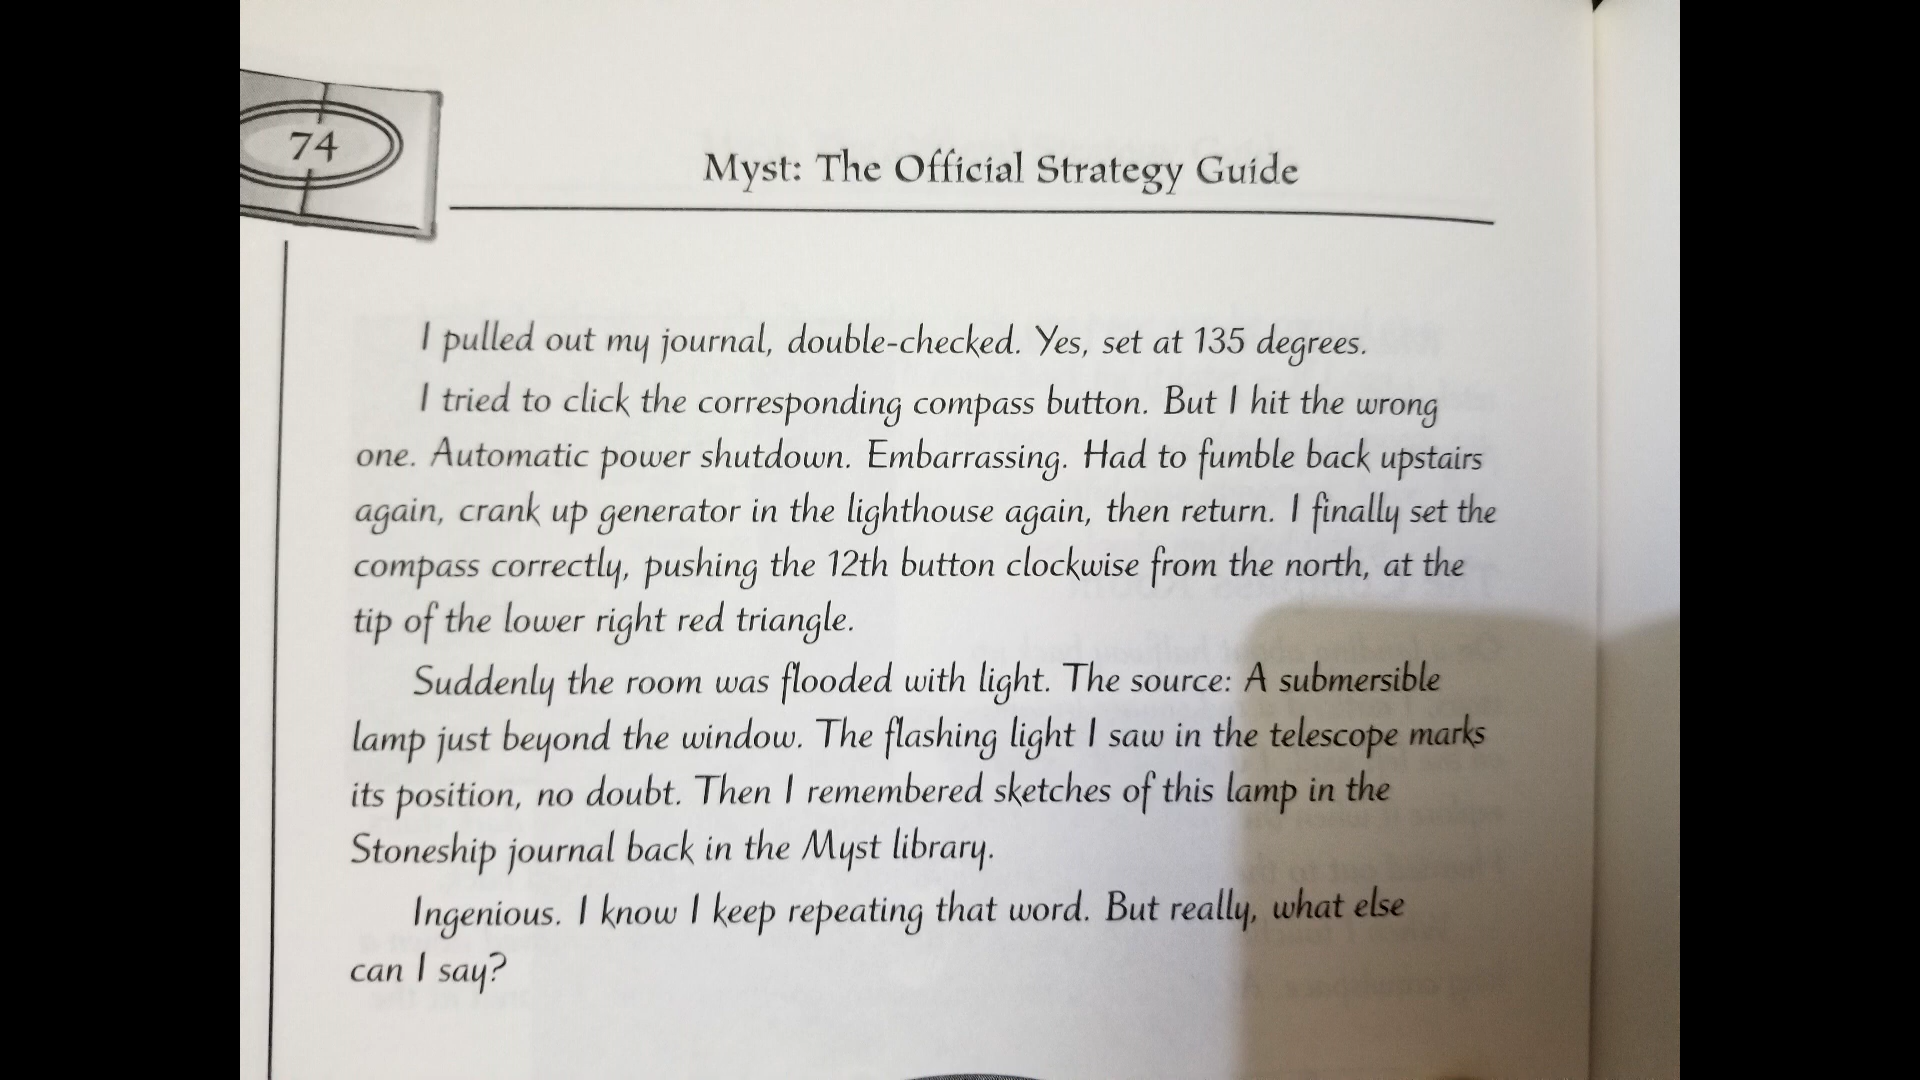 74
Myst: The Official Strategy Guide
I pulled out my journal, double-checked. Yes, set at 135 degrees.
I tried to click the corresponding compass button. But I hit the wrong
one. Automatic power shutdown. Embarrassing. Had to fumble back upstairs
again, crank up generator in the lighthouse again, then return. I finally set the
compass correctly, pushing the 12th button clockwise from the north, at the
tip of the lower right red triangle.
Suddenly the room was flooded with light. The source: A submersible
lamp just beyond the window. The flashing light I saw in the telescope marks
its position, no doubt. Then I remembered sketches of this lamp in the
Stoneship journal back in the Myst library.
Ingenious. I know I keep repeating that word. But really, what else
can I say?